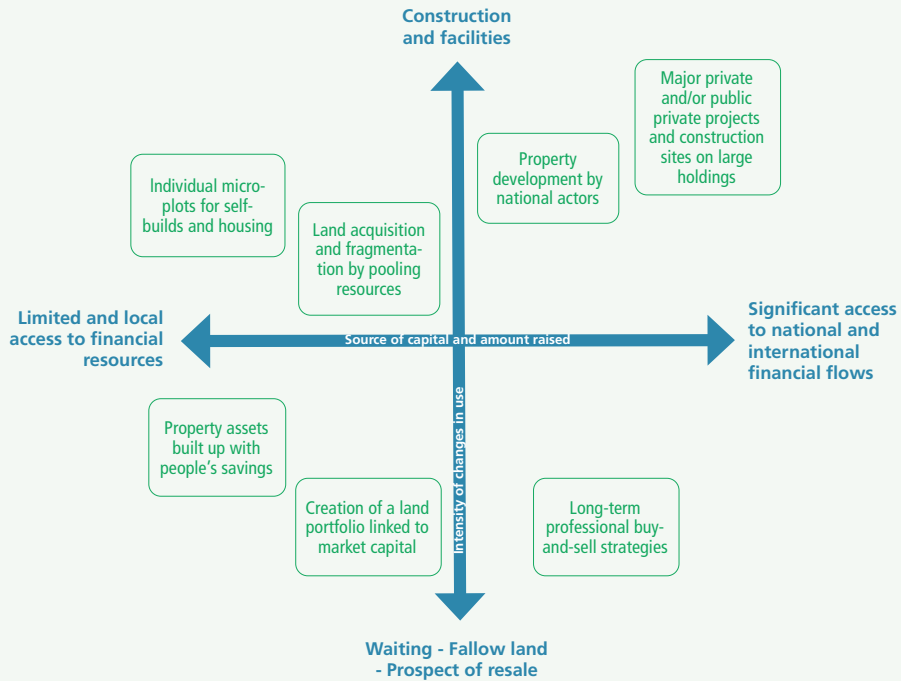 Construction
and facilities
Major private
and/or public
private projects
and construction
sites on large
holdings
Property
development by
national actors
Individual micro-
plots for self-
builds and housing
Land acquisition
and fragmenta-
tion by pooling
resources
Limited and local
access to financial
resources
Source of capital and amount raised
Significant access
to national and
international
financial flows
Intensity of changes in use
Property assets
built up with
people’s savings
Creation of a land
portfolio linked to
market capital
Long-term
professional buy-
and-sell strategies
Waiting - Fallow land
- Prospect of resale